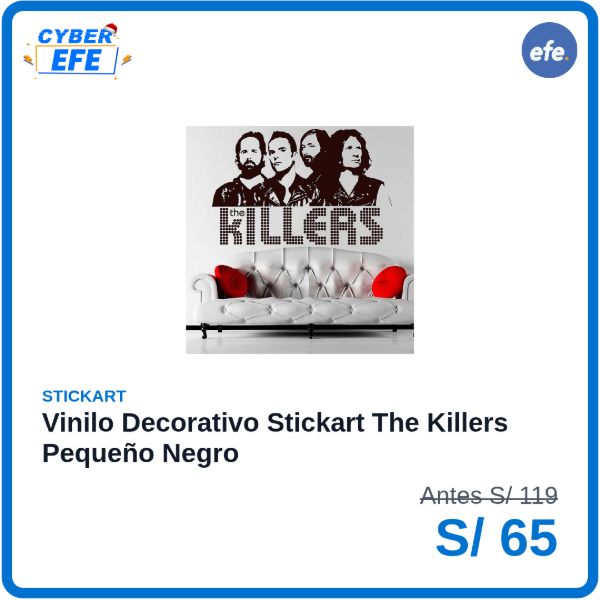 CYBER
EFE
efe.
the
KILLERS
STICKART
Vinilo Decorativo Stickart The Killers
Pequeño Negro
Antes S/ 119
S/ 65